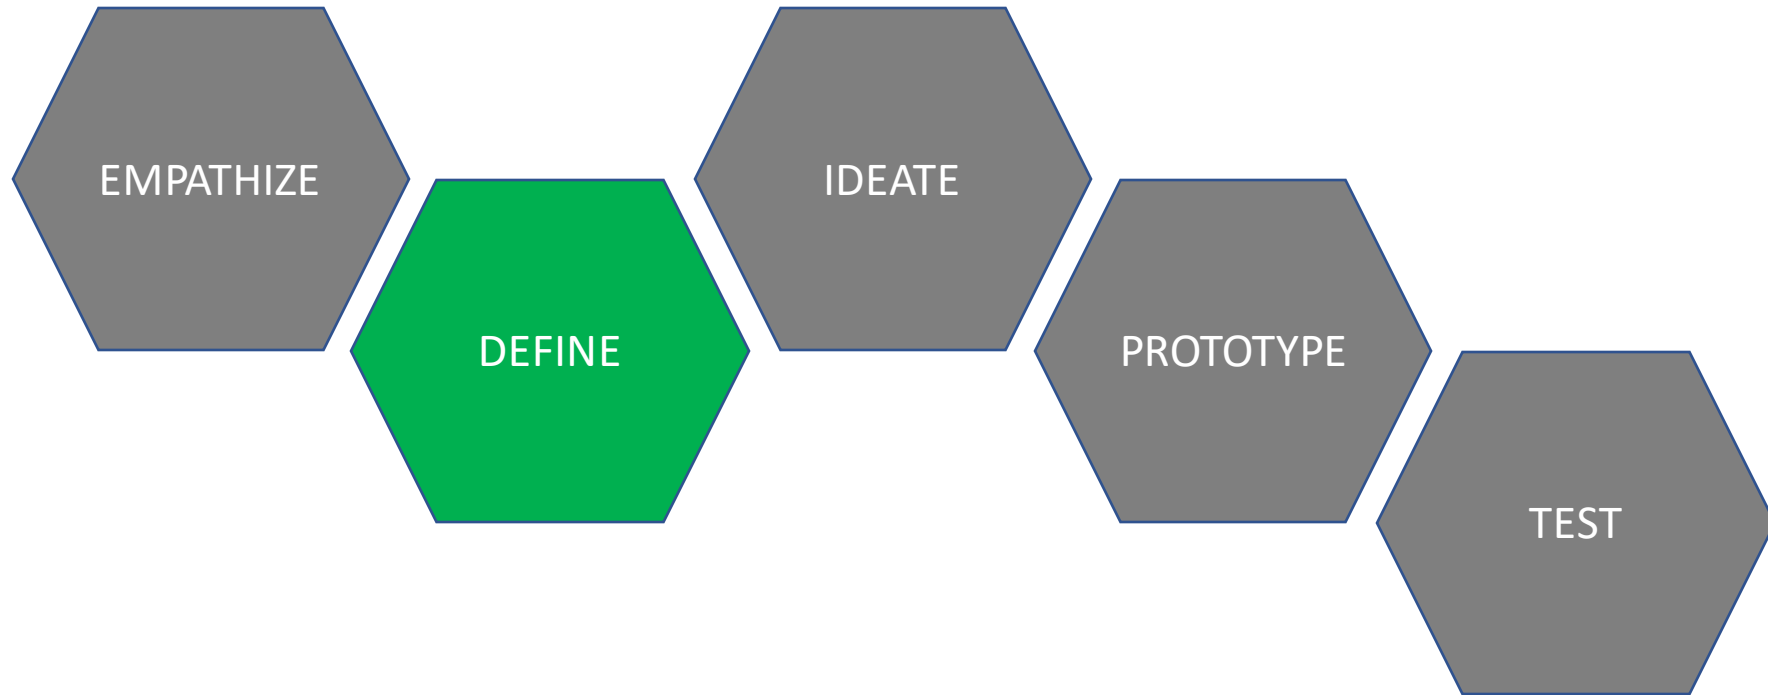 EMPATHIZE
DEFINE
IDEATE
PROTOTYPE
TEST